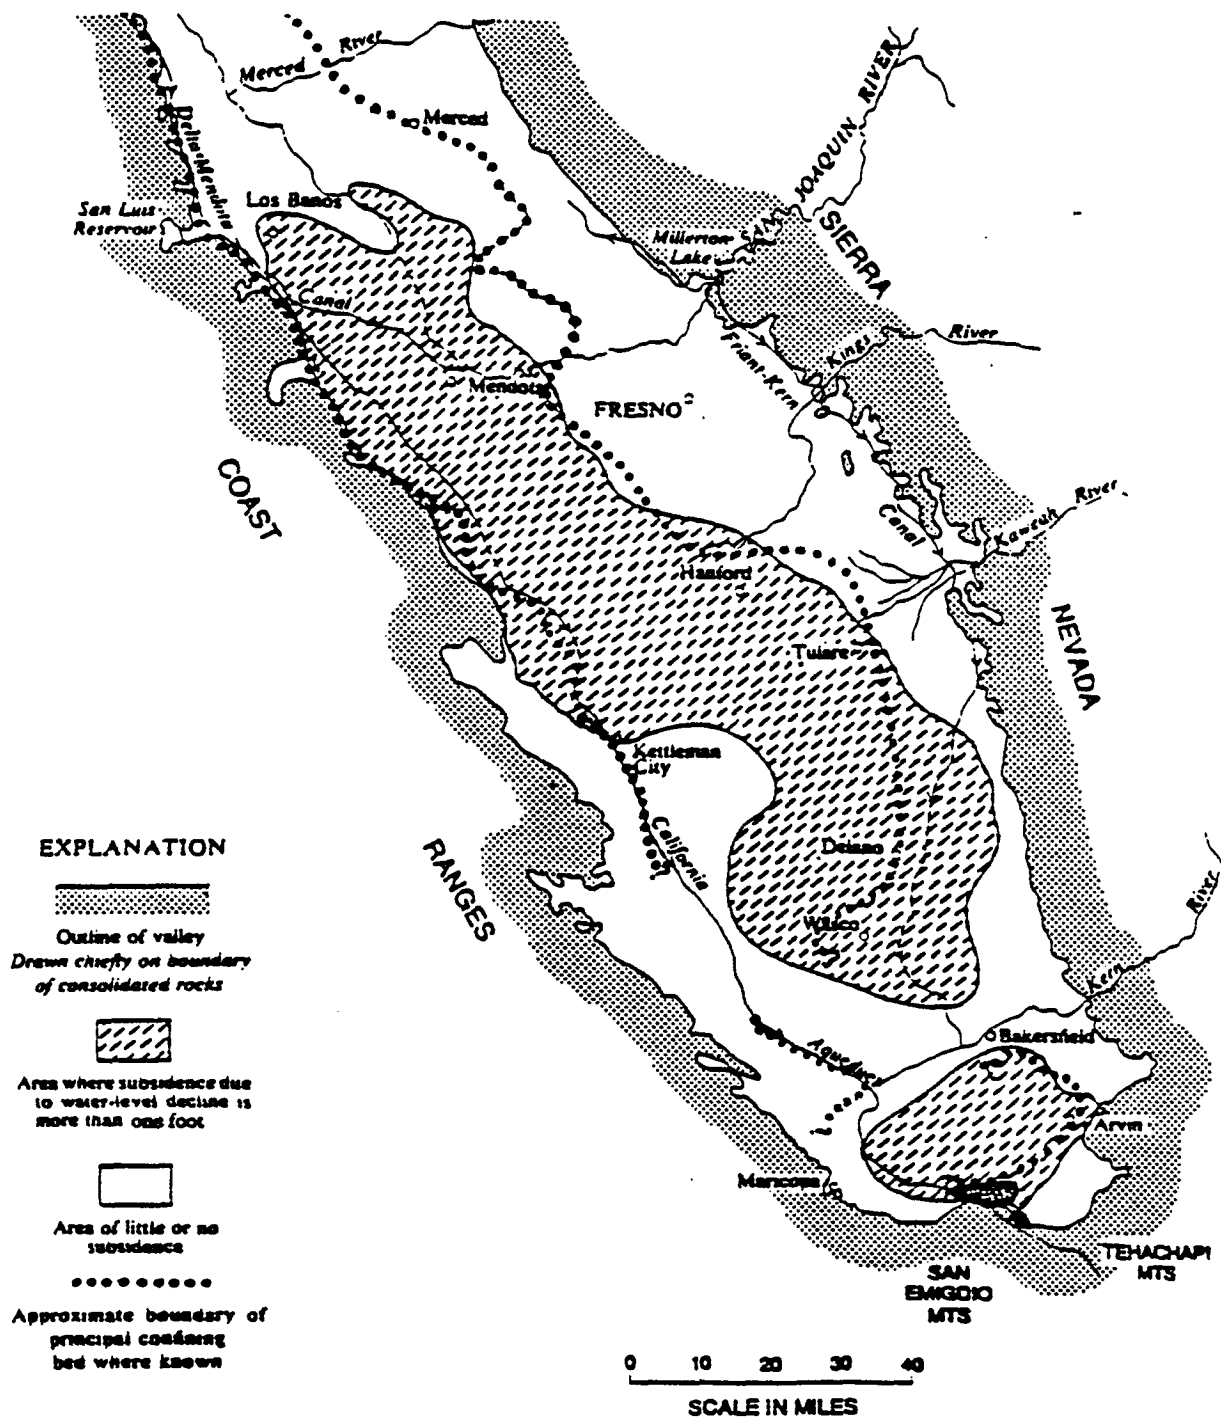 Merced River
Merced
Delta-Mendota
Los Banos
San Luis
Reservoir
Canal
Mendota
FRESNO
Millerton
Lake
SAN JOAQUIN RIVER
SIERRA
Kings River
Friant-Kern
Canal
Kaweah River
NEVADA
COAST
Hanford
Tulare
Kettleman
City
California
RANGES
Delano
Wasco
Kern River
Bakersfield
Aqueduct
Arvin
Maricopa
TEHACHAPI
MTS
SAN
EMIGDIO
MTS
EXPLANATION
Outline of valley
Drawn chiefly on boundary
of consolidated rocks
Area where subsidence due
to water-level decline is
more than one foot
Area of little or no
subsidence
Approximate boundary of
principal confining
bed where known
0 10 20 30 40
SCALE IN MILES